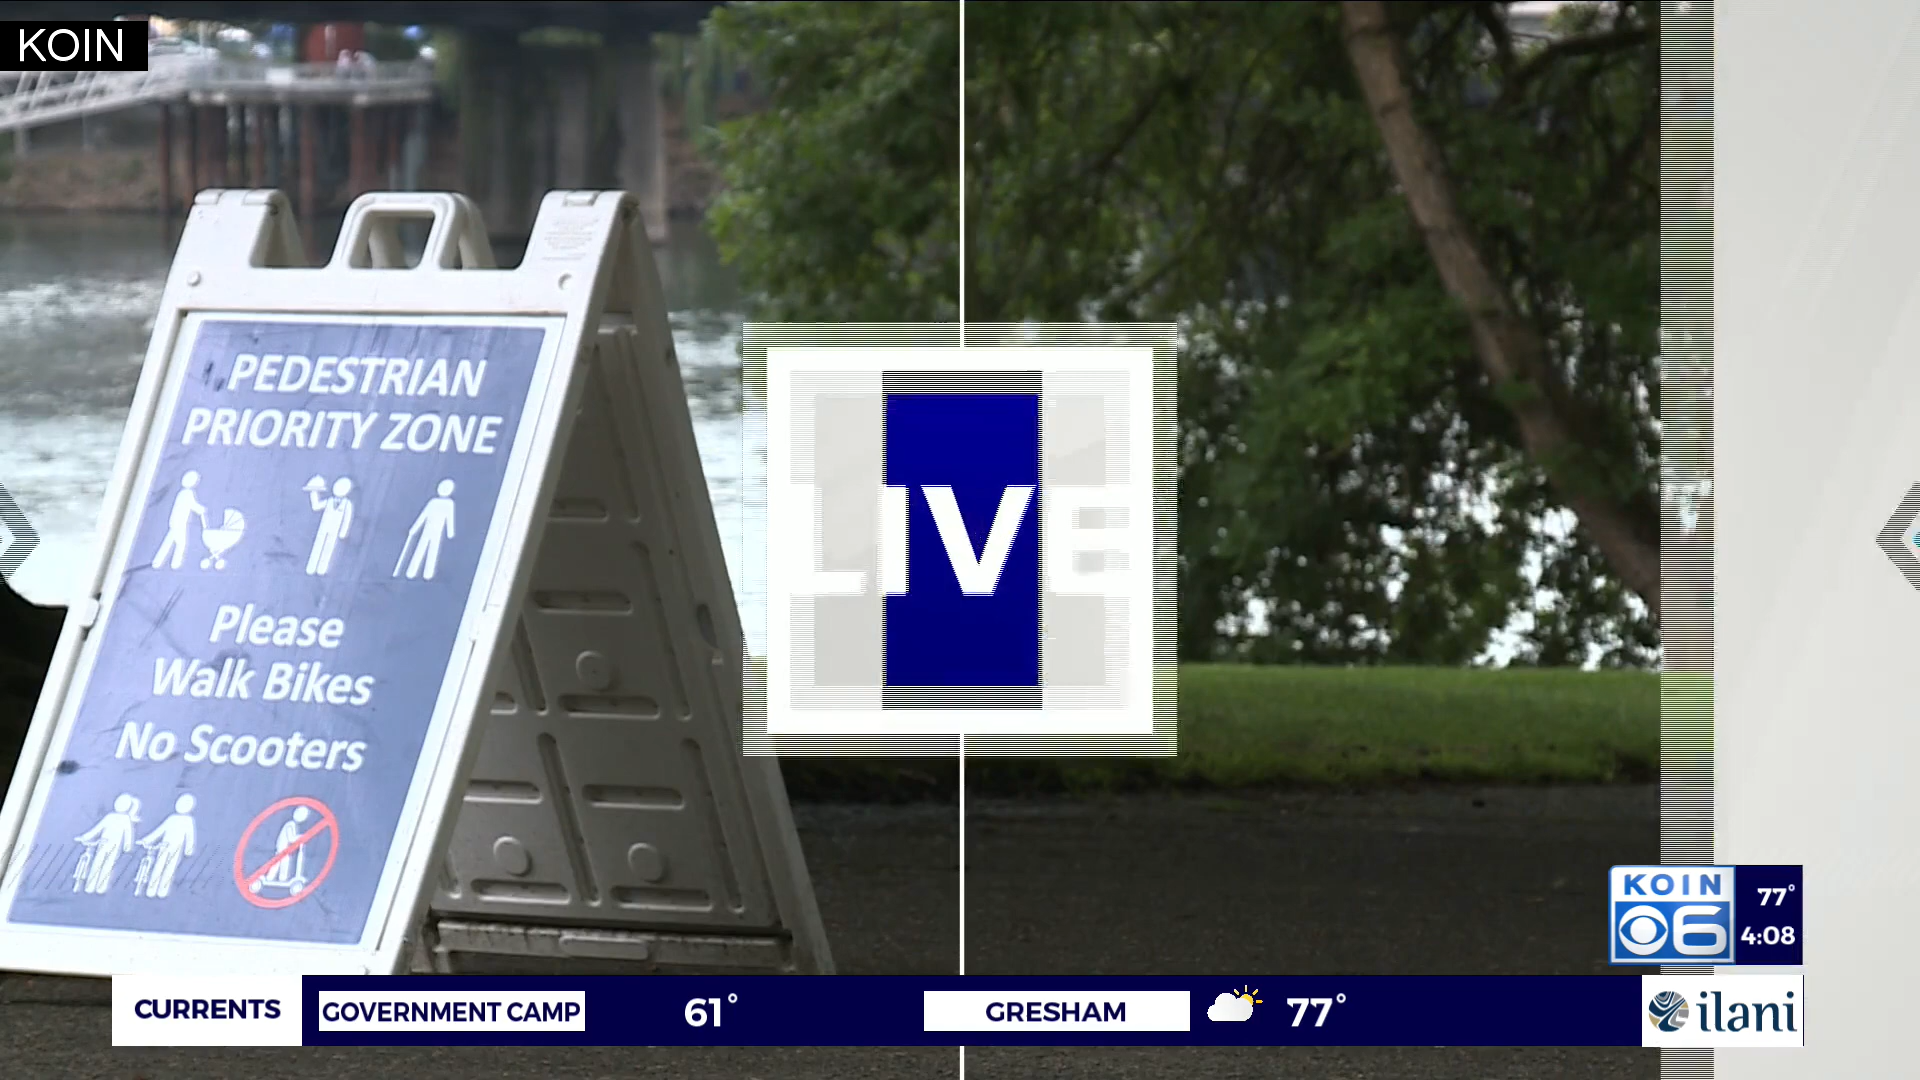 KOIN
PEDESTRIAN
PRIORITY ZONE
Please
Walk Bikes
No Scooters
LIVE
KOIN
6
77°
4:08
CURRENTS
GOVERNMENT CAMP
61°
GRESHAM
77°
ilani